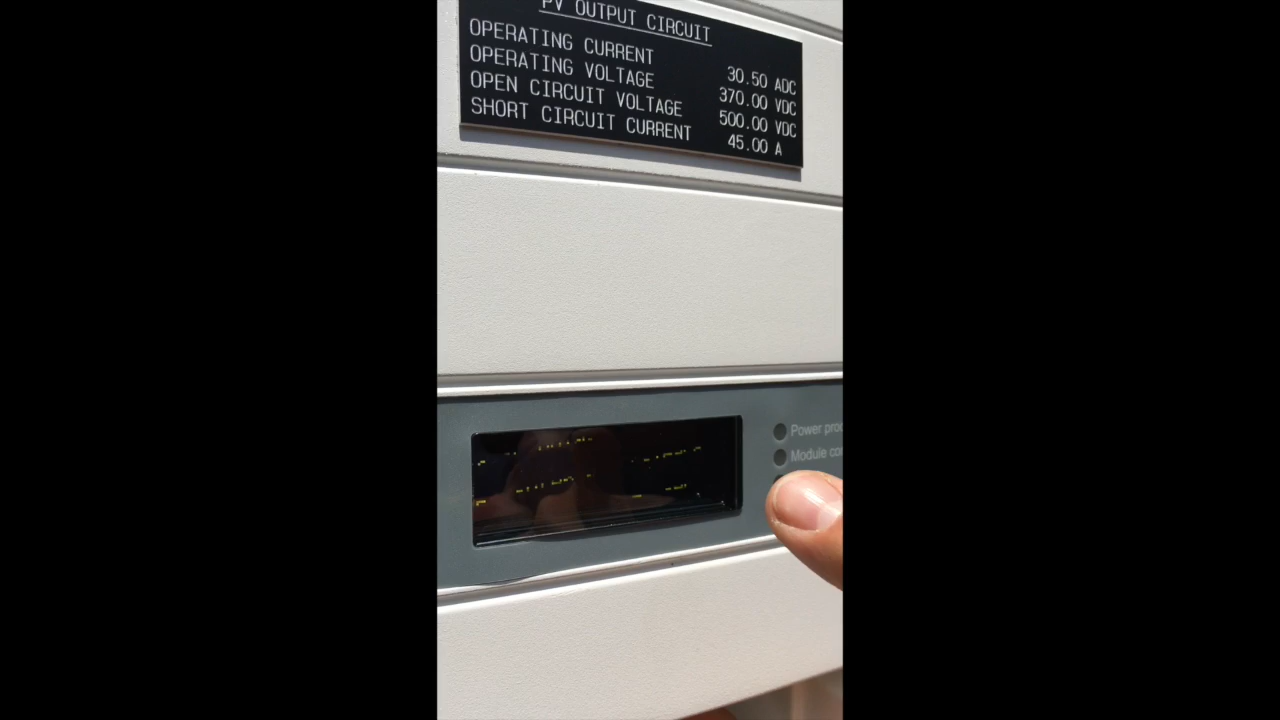 PV OUTPUT CIRCUIT
OPERATING CURRENT 30.50 ADC
OPERATING VOLTAGE 370.00 VDC
OPEN CIRCUIT VOLTAGE 500.00 VDC
SHORT CIRCUIT CURRENT 45.00 A
Power
Module